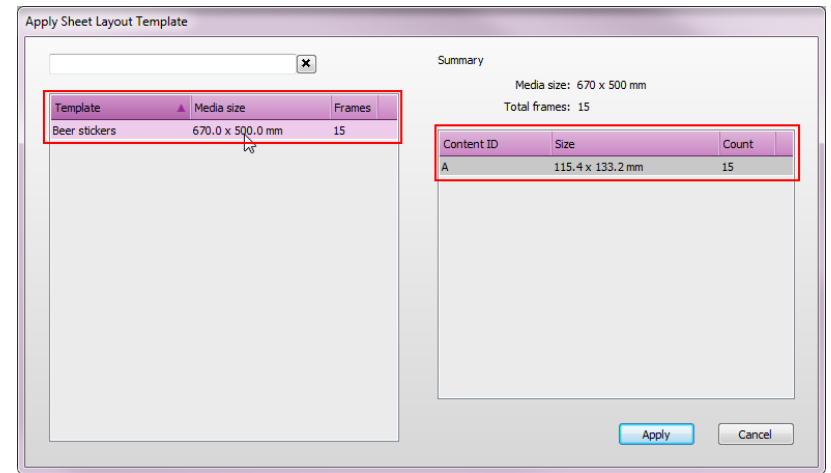 Apply Sheet Layout Template
Summary
Media size: 670 x 500 mm
Total frames: 15
Template Media size Frames
Beer stickers 670.0 x 500.0 mm 15
Content ID Size Count
A 115.4 x 133.2 mm 15
Apply Cancel